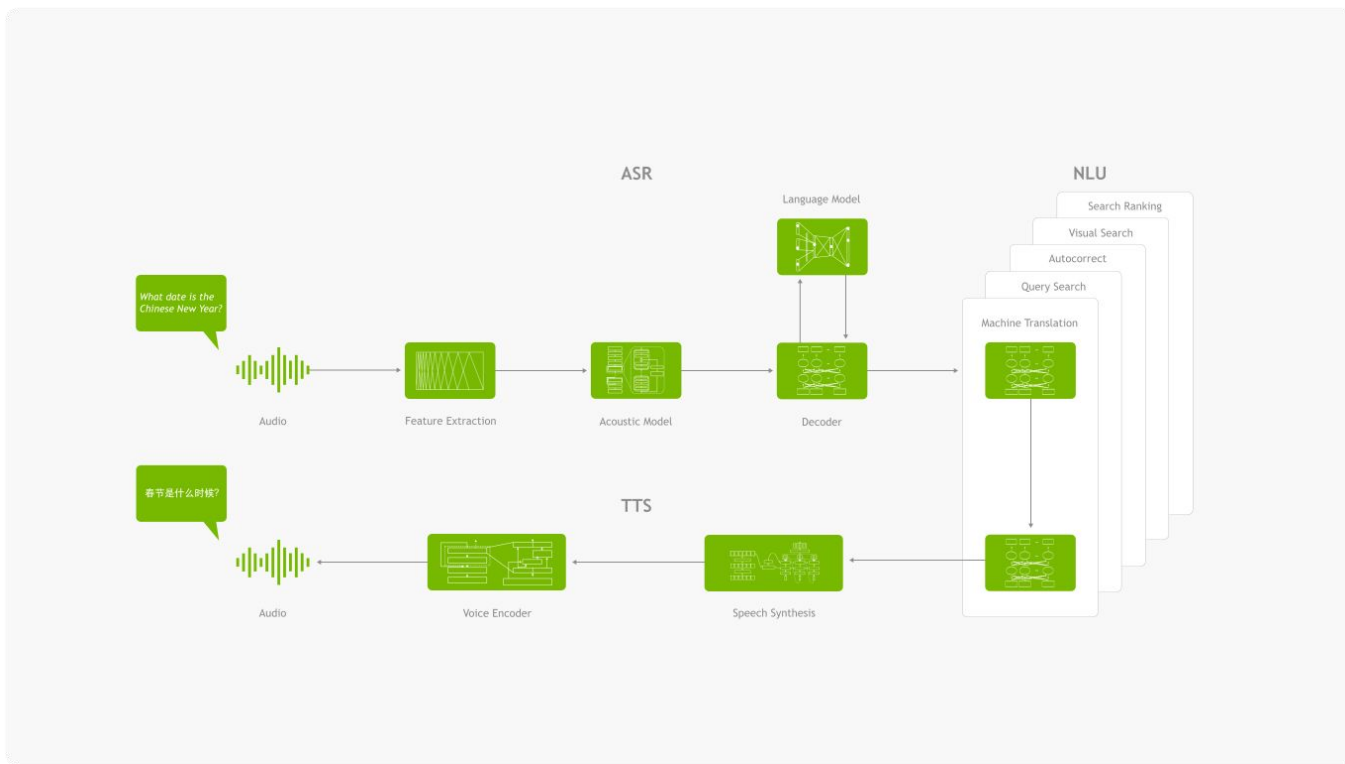 ASR
NLU
Language Model
Search Ranking
Visual Search
Autocorrect
Query Search
Machine Translation
What date is the
Chinese New Year?
Audio
Feature Extraction
Acoustic Model
Decoder
春节是什么时候?
TTS
Audio
Voice Encoder
Speech Synthesis